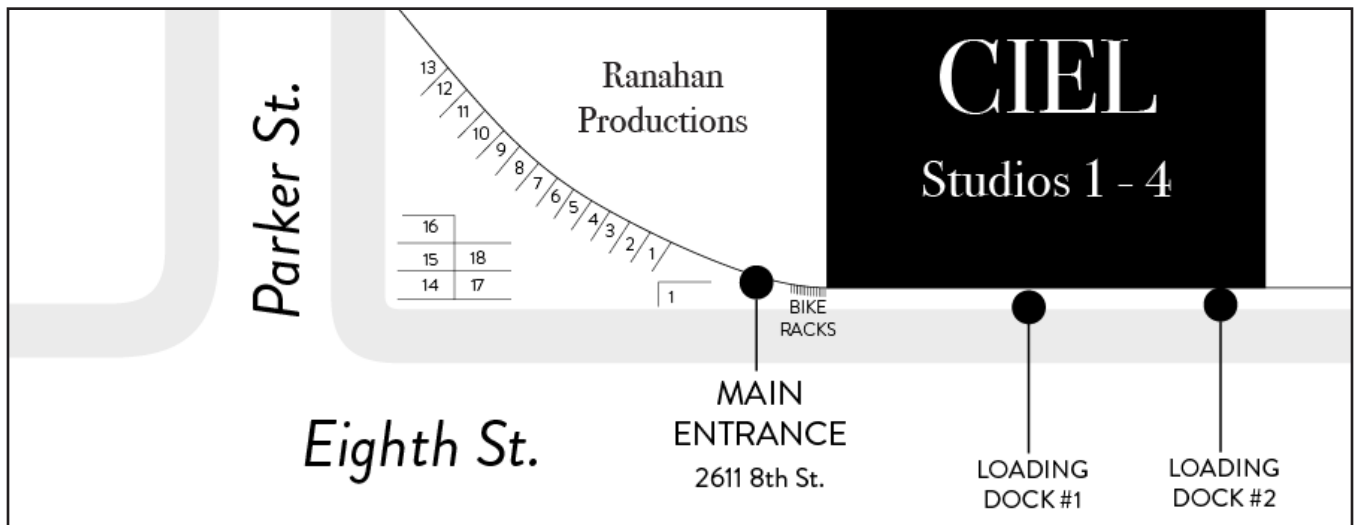 Parker St.
Eighth St.
13
12
11
10
9
8
7
6
5
4
3
2
1
16
15 18
14 17
1
Ranahan
Productions
CIEL
Studios 1 - 4
BIKE
RACKS
MAIN
ENTRANCE
2611 8th St.
LOADING
DOCK #1
LOADING
DOCK #2